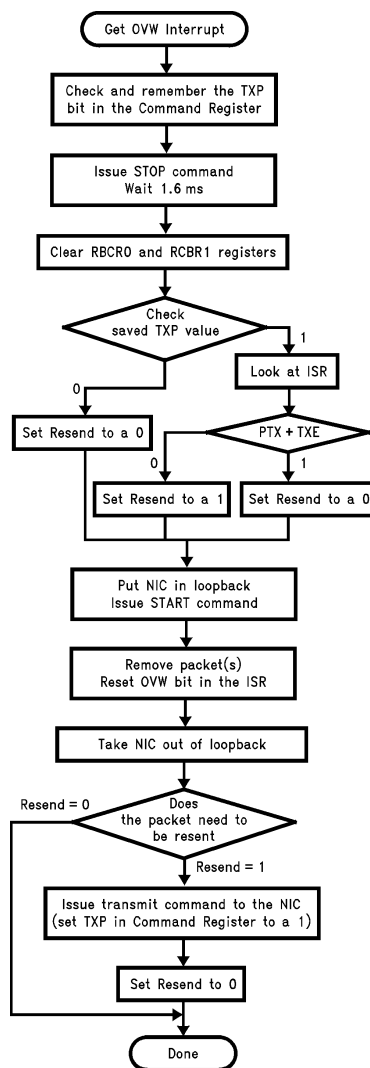 Get OVW Interrupt
Check and remember the TXP
bit in the Command Register
Issue STOP command
Wait 1.6 ms
Clear RBCR0 and RCBR1 registers
Check
saved TXP value
1
Look at ISR
0
Set Resend to a 0
PTX + TXE
0
1
Set Resend to a 1
Set Resend to a 0
Put NIC in loopback
Issue START command
Remove packet(s)
Reset OVW bit in the ISR
Take NIC out of loopback
Resend = 0
Does
the packet need to
be resent
Resend = 1
Issue transmit command to the NIC
(set TXP in Command Register to a 1)
Set Resend to 0
Done